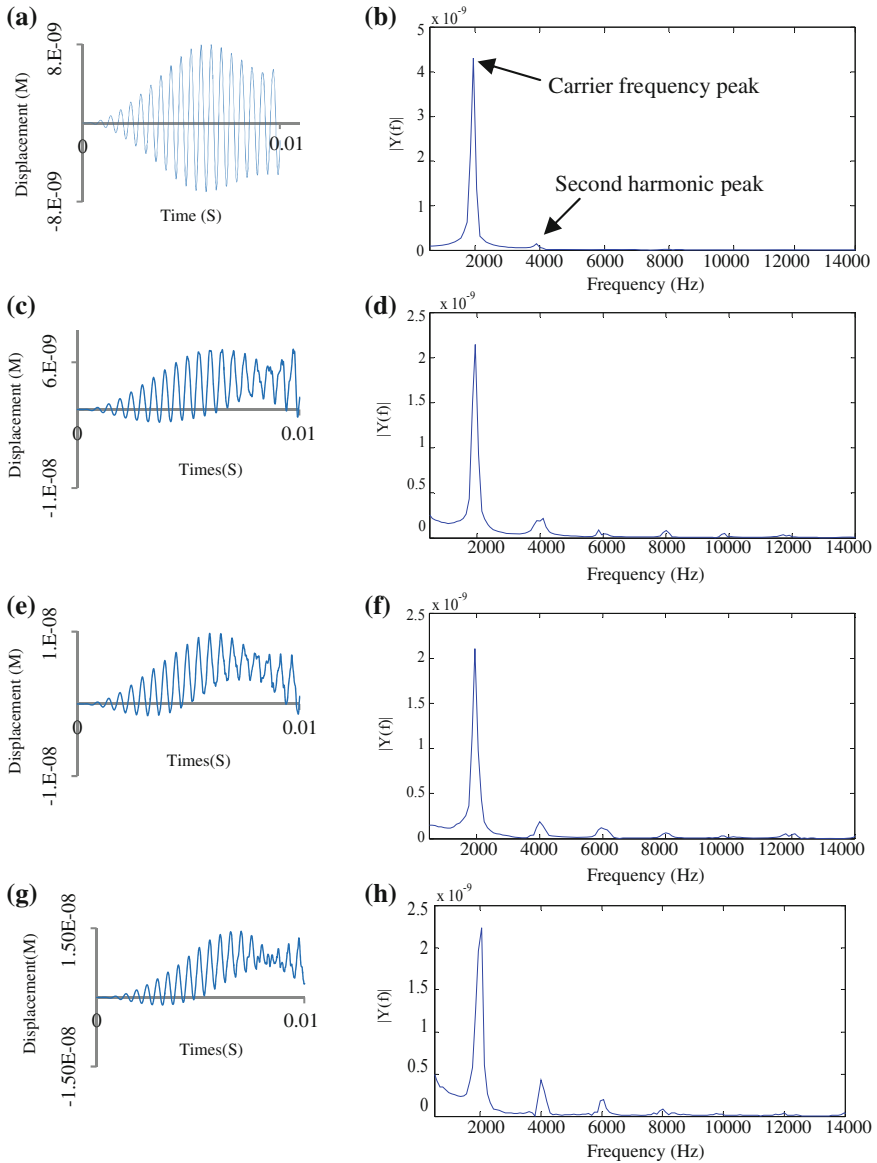 (a)
8.E-09
Displacement (M)
0
0.01
-8.E-09
Time (S)
(b)
x 10⁻⁹
5
4
3
2
1
0
|Y(f)|
Carrier frequency peak
Second harmonic peak
2000 4000 6000 8000 10000 12000 14000
Frequency (Hz)
(c)
6.E-09
Displacement (M)
0
0.01
-1.E-08
Times(S)
(d)
x 10⁻⁹
2.5
2
1.5
1
0.5
0
|Y(f)|
2000 4000 6000 8000 10000 12000 14000
Frequency (Hz)
(e)
1.E-08
Displacement (M)
0
0.01
-1.E-08
Times(S)
(f)
x 10⁻⁹
2.5
2
1.5
1
0.5
0
|Y(f)|
2000 4000 6000 8000 10000 12000 14000
Frequency (Hz)
(g)
1.50E-08
Displacement(M)
0
0.01
-1.50E-08
Times(S)
(h)
x 10⁻⁹
2.5
2
1.5
1
0.5
0
|Y(f)|
2000 4000 6000 8000 10000 12000 14000
Frequency (Hz)